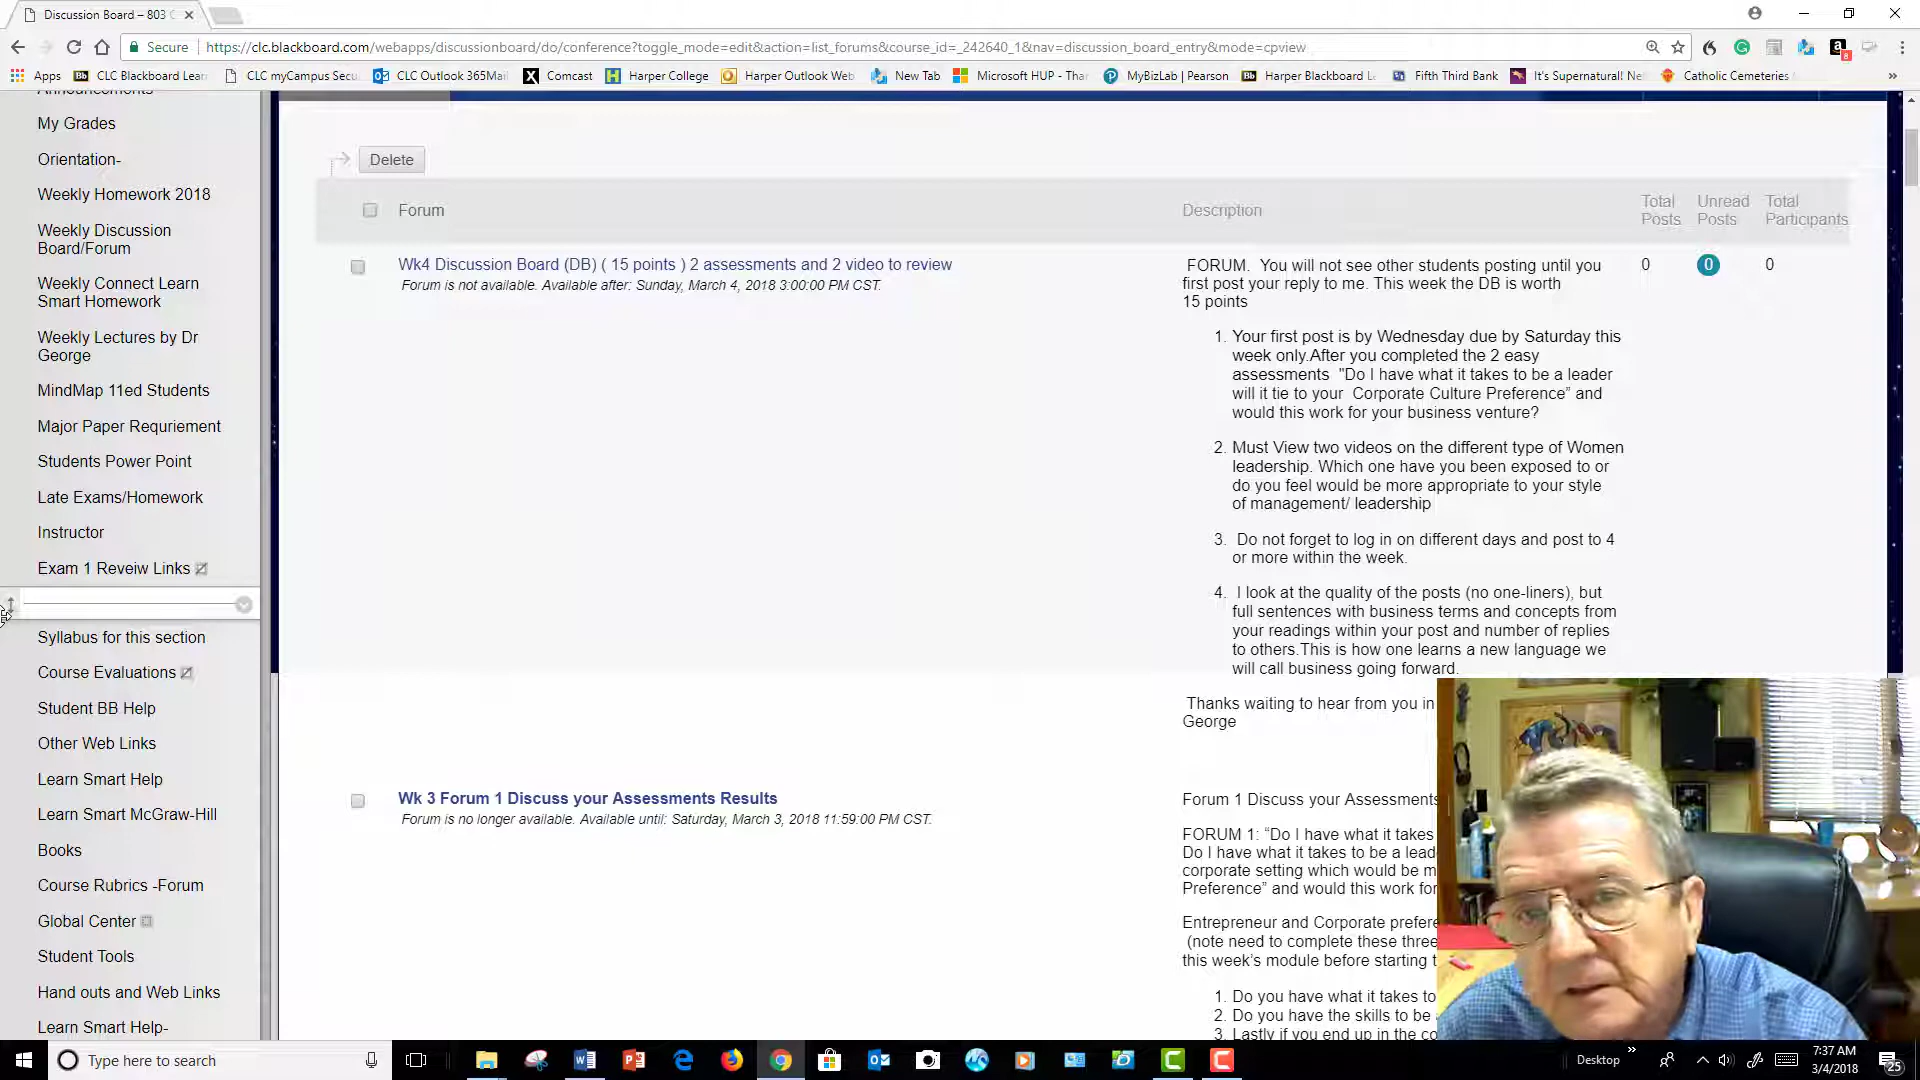 Discussion Board – 803
Secure
https://clc.blackboard.com/webapps/discussionboard/do/conference?toggle_mode=edit&action=list_forums&course_id=_242640_1&nav=discussion_board_entry&mode=cpview
Apps
CLC Blackboard Lear
CLC myCampus Secu
CLC Outlook 365Mail
Comcast
Harper College
Harper Outlook Web
New Tab
Microsoft HUP - Tha
MyBizLab | Pearson
Harper Blackboard L
Fifth Third Bank
It's Supernatural! Ne
Catholic Cemeteries
Announcements
My Grades
Orientation-
Weekly Homework 2018
Weekly Discussion
Board/Forum
Weekly Connect Learn
Smart Homework
Weekly Lectures by Dr
George
MindMap 11ed Students
Major Paper Requriement
Students Power Point
Late Exams/Homework
Instructor
Exam 1 Reveiw Links
Syllabus for this section
Course Evaluations
Student BB Help
Other Web Links
Learn Smart Help
Learn Smart McGraw-Hill
Books
Course Rubrics -Forum
Global Center
Student Tools
Hand outs and Web Links
Learn Smart Help-
Delete
Forum
Description
Total
Posts
Unread
Posts
Total
Participants
Wk4 Discussion Board (DB) ( 15 points ) 2 assessments and 2 video to review
Forum is not available. Available after: Sunday, March 4, 2018 3:00:00 PM CST.
FORUM. You will not see other students posting until you
first post your reply to me. This week the DB is worth
15 points
0
0
0
1. Your first post is by Wednesday due by Saturday this
week only.After you completed the 2 easy
assessments "Do I have what it takes to be a leader
will it tie to your Corporate Culture Preference” and
would this work for your business venture?
2. Must View two videos on the different type of Women
leadership. Which one have you been exposed to or
do you feel would be more appropriate to your style
of management/ leadership
3. Do not forget to log in on different days and post to 4
or more within the week.
4. I look at the quality of the posts (no one-liners), but
full sentences with business terms and concepts from
your readings within your post and number of replies
to others.This is how one learns a new language we
will call business going forward.
Thanks waiting to hear from you in
George
Wk 3 Forum 1 Discuss your Assessments Results
Forum is no longer available. Available until: Saturday, March 3, 2018 11:59:00 PM CST.
Forum 1 Discuss your Assessments
FORUM 1: “Do I have what it takes
Do I have what it takes to be a lead
corporate setting which would be m
Preference” and would this work for
Entrepreneur and Corporate prefer
(note need to complete these three
this week's module before starting t
1. Do you have what it takes to
2. Do you have the skills to be
3. Lastly if you end up in the co
Type here to search
Desktop
7:37 AM
3/4/2018
25